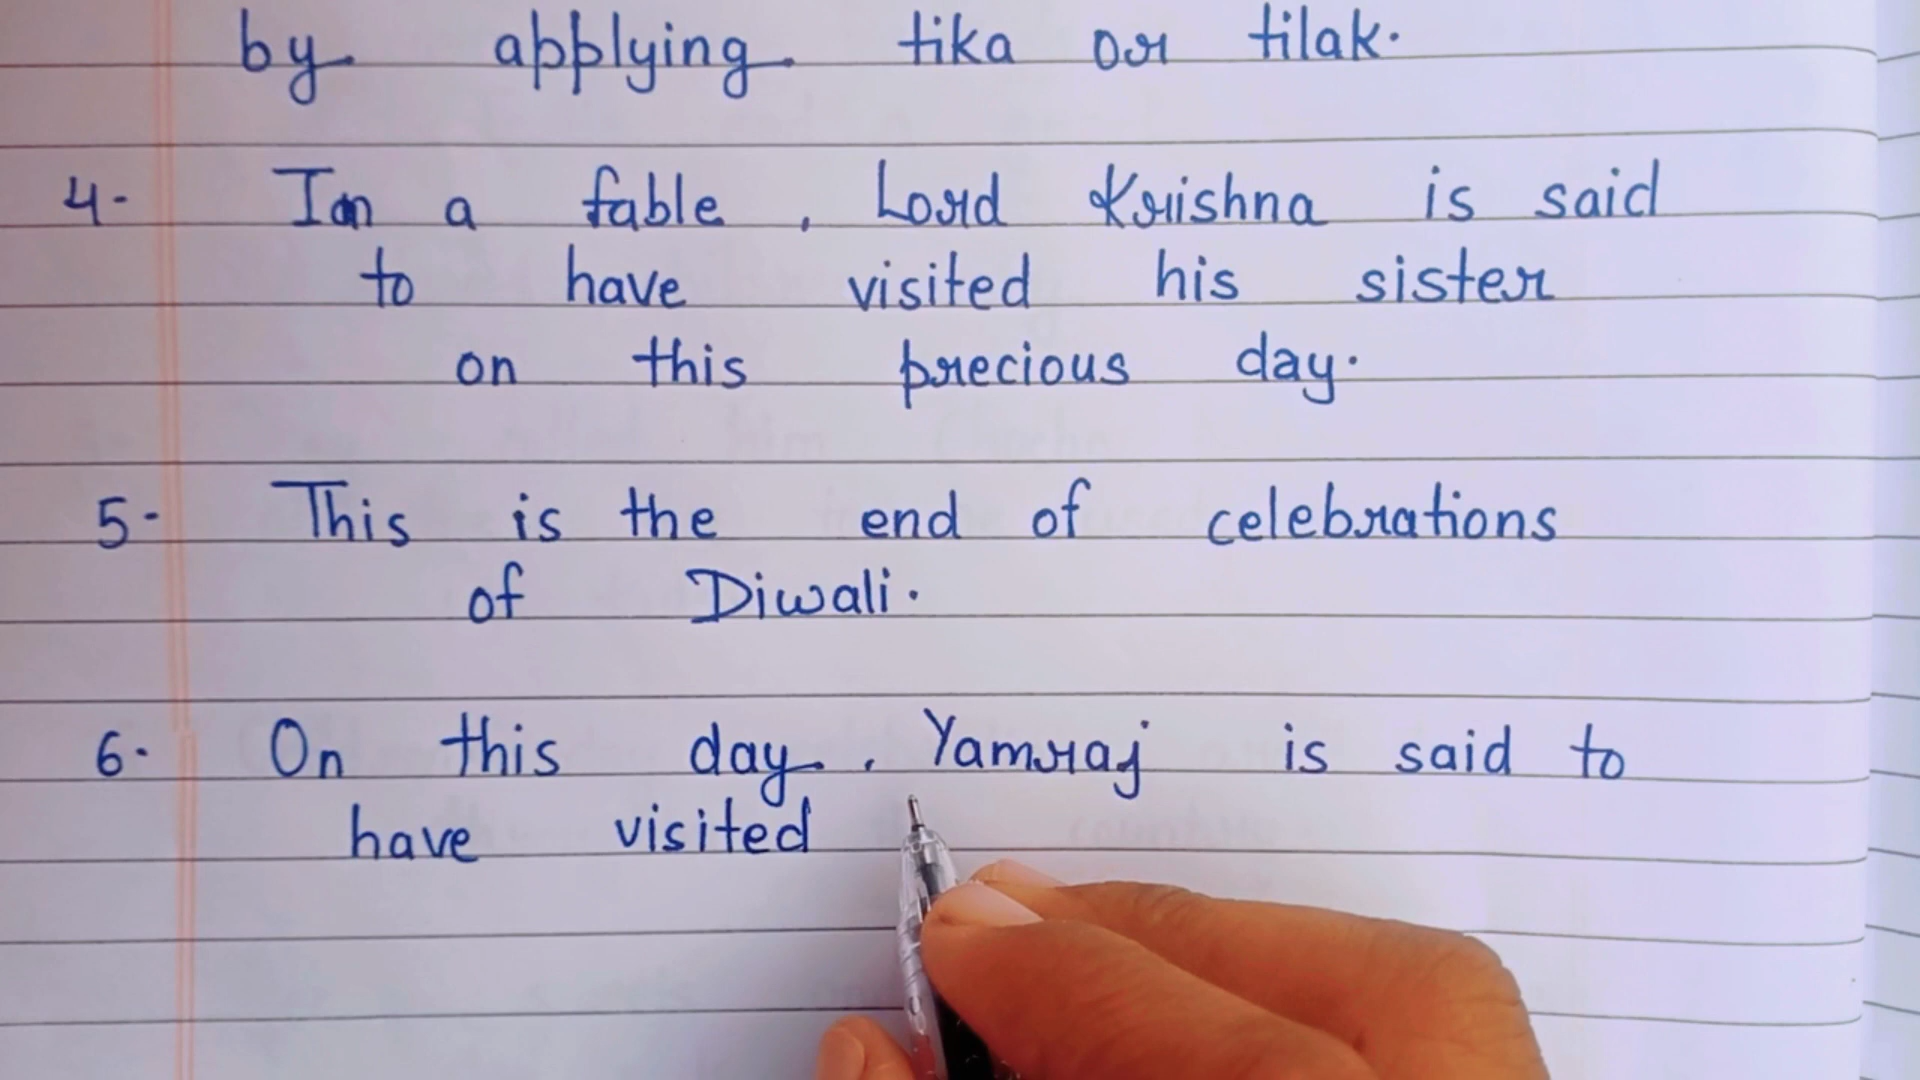 by applying tika or tilak.
4- In a fable, Lord Krishna is said
to have visited his sister
on this precious day.
5- This is the end of celebrations
of Diwali.
6- On this day, Yamraj is said to
have visited